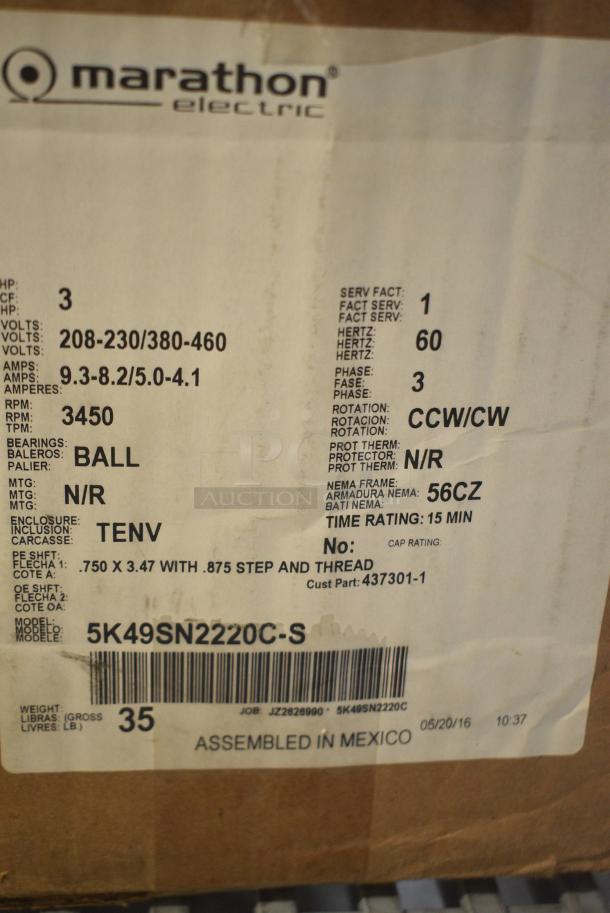 marathon®
electric
HP:
CF: 3
HP:
VOLTS:
VOLTS: 208-230/380-460
VOLTS:
AMPS:
AMPS: 9.3-8.2/5.0-4.1
AMPERES:
RPM:
RPM: 3450
TPM:
BEARINGS:
BALEROS: BALL
PALIER:
MTG:
MTG: N/R
MTG:
ENCLOSURE:
INCLUSION: TENV
CARCASSE:
SERV FACT:
FACT SERV: 1
FACT SERV:
HERTZ:
HERTZ: 60
HERTZ:
PHASE:
FASE: 3
PHASE:
ROTATION:
ROTACION: CCW/CW
ROTATION:
PROT THERM:
PROTECTOR: N/R
PROT THERM:
NEMA FRAME:
ARMADURA NEMA: 56CZ
BATI NEMA:
TIME RATING: 15 MIN
No: CAP RATING:
PE SHFT:
FLECHA 1: .750 X 3.47 WITH .875 STEP AND THREAD
COTE A:
Cust Part: 437301-1
OE SHFT:
FLECHA 2:
COTE OA:
MODEL:
MODELO: 5K49SN2220C-S
MODELE:
WEIGHT:
LIBRAS: (GROSS 35
LIVRES: LB.)
JOB: JZ2626990 * 5K49SN2220C
ASSEMBLED IN MEXICO 05/20/16 10:37
PCI
AUCTION